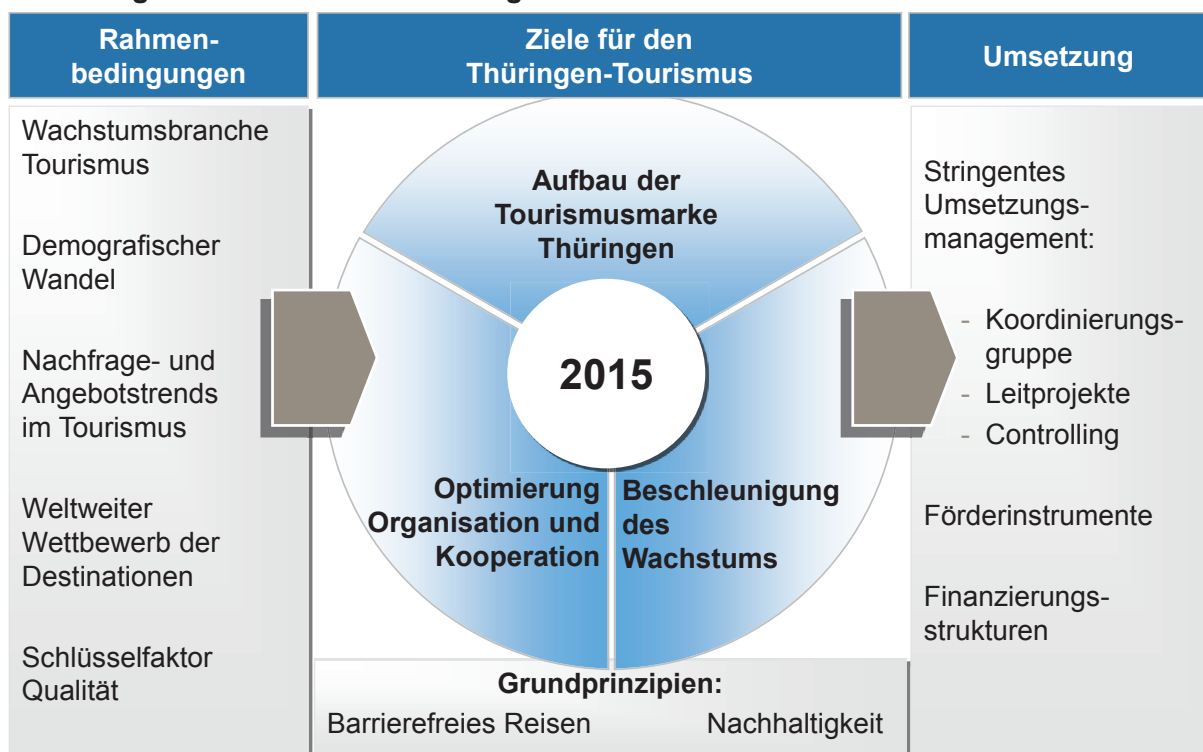 Rahmen-
bedingungen
Ziele für den
Thüringen-Tourismus
Umsetzung
Wachstumsbranche
Tourismus
Demografischer
Wandel
Nachfrage- und
Angebotstrends
im Tourismus
Weltweiter
Wettbewerb der
Destinationen
Schlüsselfaktor
Qualität
Aufbau der
Tourismusmarke
Thüringen
2015
Optimierung
Organisation und
Kooperation
Beschleunigung
des
Wachstums
Grundprinzipien:
Barrierefreies Reisen
Nachhaltigkeit
Stringentes
Umsetzungs-
management:
- Koordinierungs-
gruppe
- Leitprojekte
- Controlling
Förderinstrumente
Finanzierungs-
strukturen